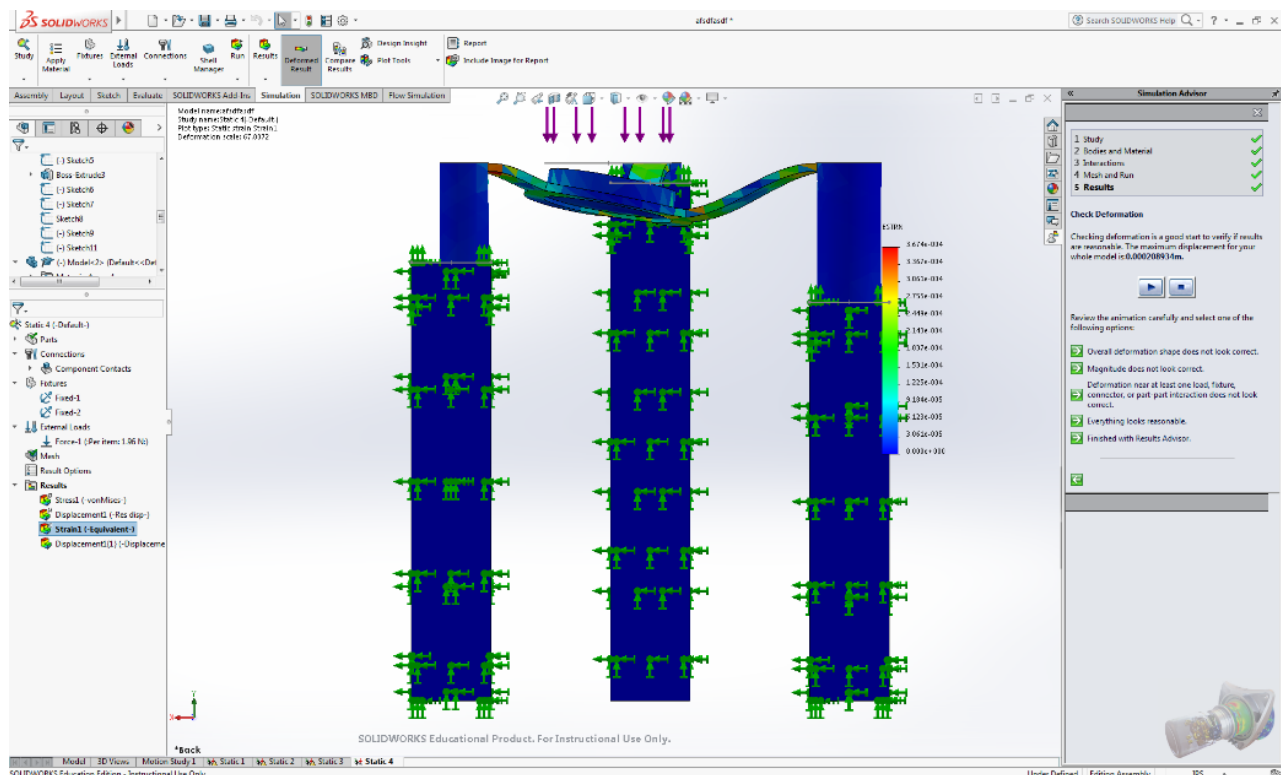 SOLIDWORKS
afsdfasdf *
Search SOLIDWORKS Help
Study
Apply Material
Fixtures
External Loads
Connections
Shell Manager
Run
Results
Deformed Result
Compare Results
Design Insight
Plot Tools
Report
Include Image for Report
Assembly
Layout
Sketch
Evaluate
SOLIDWORKS Add-Ins
Simulation
SOLIDWORKS MBD
Flow Simulation
Model name:afsdfasdf
Study name:Static 4(-Default-)
Plot type: Static strain Strain1
Deformation scale: 67.0372
(-) Sketch5
Boss-Extrude3
(-) Sketch6
(-) Sketch7
Sketch8
(-) Sketch9
(-) Sketch11
(-) Model<2> (Default<<Def
Static 4 (-Default-)
Parts
Connections
Component Contacts
Fixtures
Fixed-1
Fixed-2
External Loads
Force-1 (:Per item: 1.96 N:)
Mesh
Result Options
Results
Stress1 (-vonMises-)
Displacement1 (-Res disp-)
Strain1 (-Equivalent-)
Displacement1(1) (-Displaceme
ESTRN
3.674e-004
3.367e-004
3.061e-004
2.755e-004
2.449e-004
2.143e-004
1.837e-004
1.531e-004
1.225e-004
9.184e-005
6.123e-005
3.061e-005
0.000e+000
Simulation Advisor
1 Study
2 Bodies and Material
3 Interactions
4 Mesh and Run
5 Results
Check Deformation
Checking deformation is a good start to verify if results
are reasonable. The maximum displacement for your
whole model is:0.000208934m.
Review the animation carefully and select one of the
following options:
Overall deformation shape does not look correct.
Magnitude does not look correct.
Deformation near at least one load, fixture,
connector, or part-part interaction does not look
correct.
Everything looks reasonable.
Finished with Results Advisor.
Y
*Back
SOLIDWORKS Educational Product. For Instructional Use Only.
Model
3D Views
Motion Study 1
Static 1
Static 2
Static 3
Static 4
SOLIDWORKS Education Edition - Instructional Use Only
Under Defined
Editing Assembly
IPS